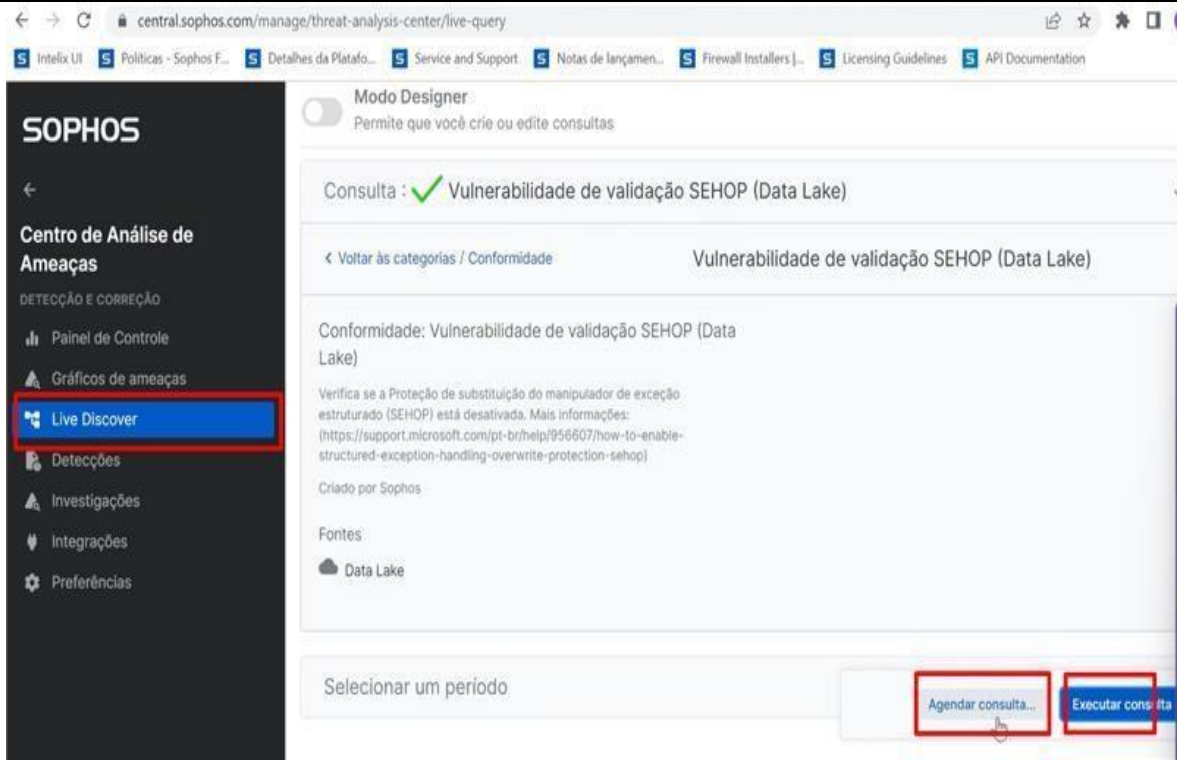 central.sophos.com/manage/threat-analysis-center/live-query
Intelix UI Políticas - Sophos F... Detalhes da Platafo... Service and Support Notas de lançamen... Firewall Installers |... Licensing Guidelines API Documentation
SOPHOS
Centro de Análise de
Ameaças
DETECÇÃO E CORREÇÃO
Painel de Controle
Gráficos de ameaças
Live Discover
Detecções
Investigações
Integrações
Preferências
Modo Designer
Permite que você crie ou edite consultas
Consulta : Vulnerabilidade de validação SEHOP (Data Lake)
< Voltar às categorias / Conformidade Vulnerabilidade de validação SEHOP (Data Lake)
Conformidade: Vulnerabilidade de validação SEHOP (Data
Lake)
Verifica se a Proteção de substituição do manipulador de exceção
estruturado (SEHOP) está desativada. Mais informações:
(https://support.microsoft.com/pt-br/help/956607/how-to-enable-
structured-exception-handling-overwrite-protection-sehop)
Criado por Sophos
Fontes
Data Lake
Selecionar um período
Agendar consulta... Executar consulta